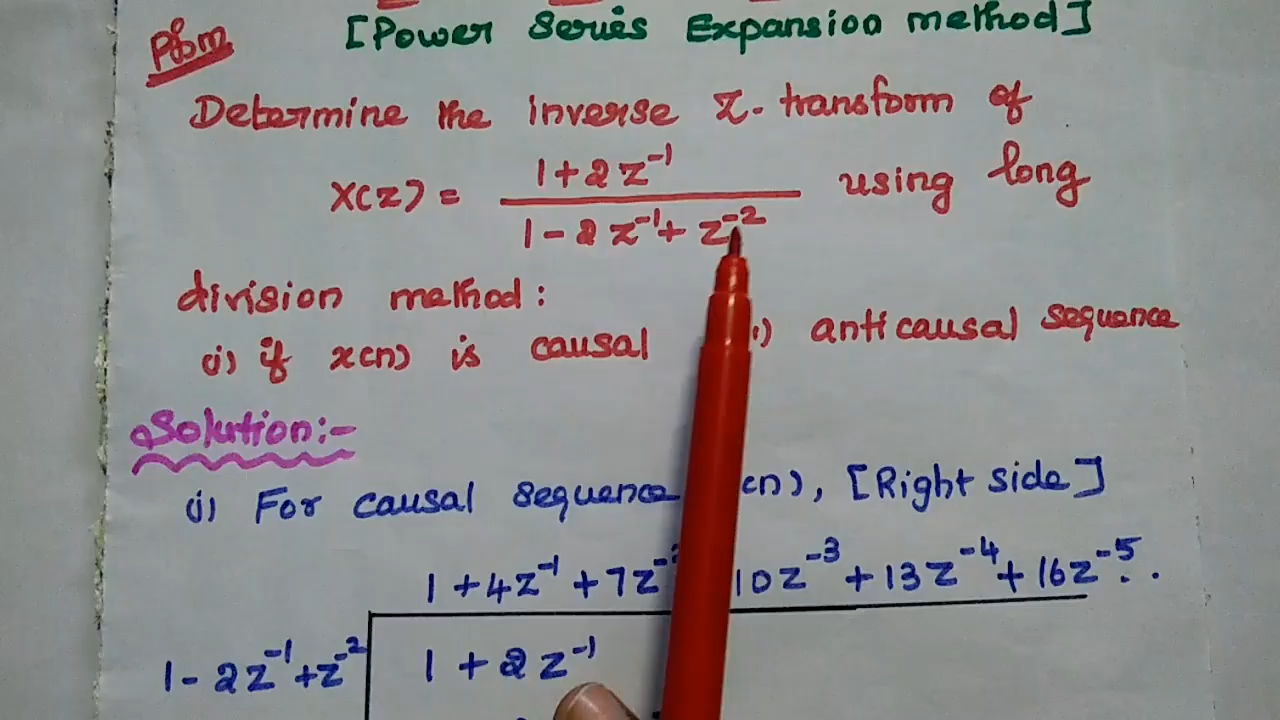 Pbm
[Power Series Expansion method]
Determine the inverse Z-transform of
X(z) = 1+2z⁻¹ / 1-2z⁻¹+z⁻² using long
division method:
(i) if x(n) is causal ) anticausal sequence
Solution:-
(i) For causal sequence (n), [Right side]
1+4z⁻¹+7z⁻ 10z⁻³+13z⁻⁴+16z⁻⁵...
1-2z⁻¹+z⁻² 1+2z⁻¹